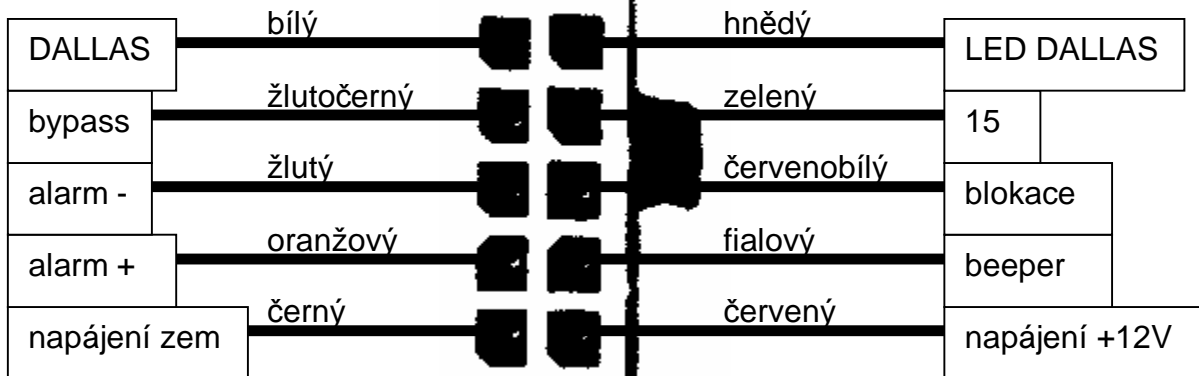 bílý hnědý
DALLAS LED DALLAS
žlutočerný zelený
bypass 15
žlutý červenobílý
alarm - blokace
oranžový fialový
alarm + beeper
černý červený
napájení zem napájení +12V